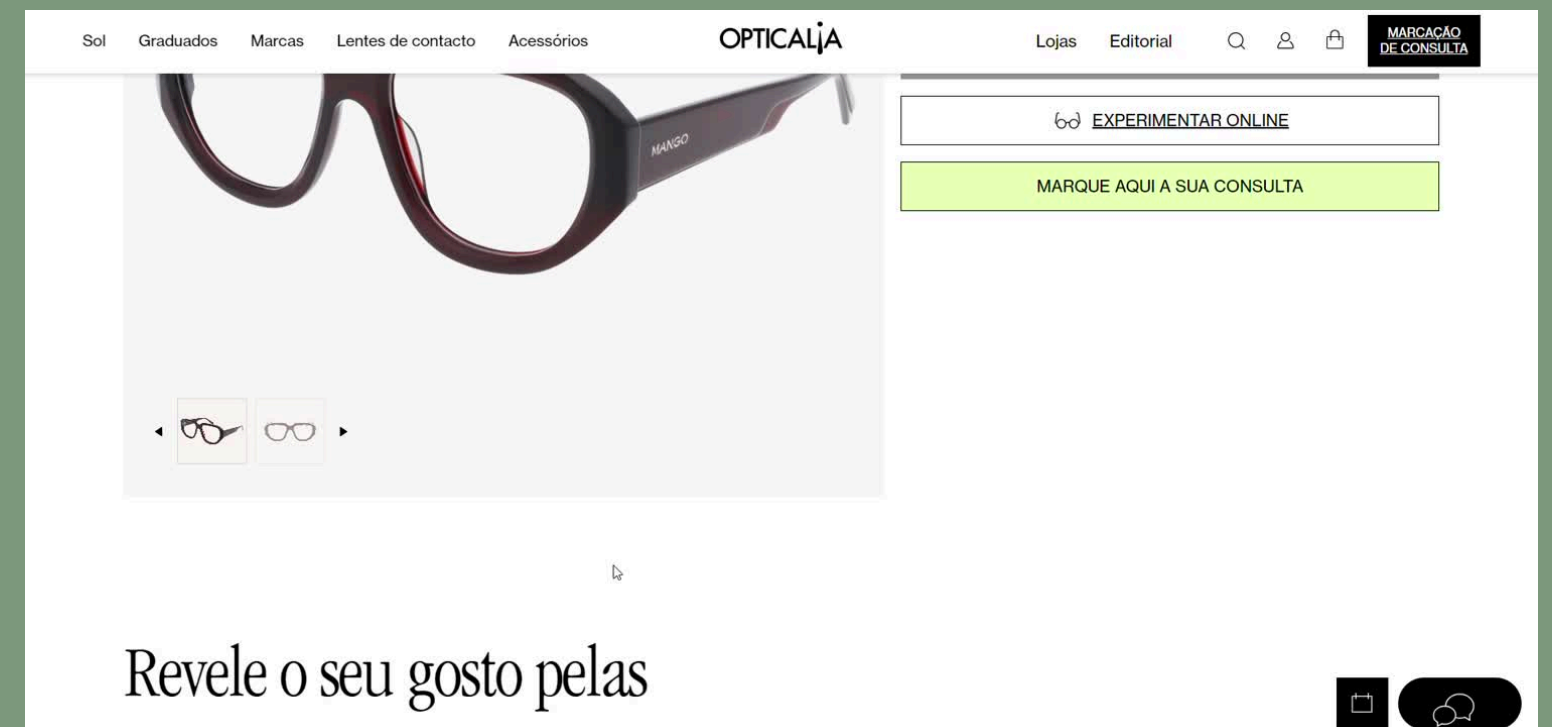 Sol Graduados Marcas Lentes de contacto Acessórios OPTICALiA Lojas Editorial MARCAÇÃO
DE CONSULTA
EXPERIMENTAR ONLINE
MANGO
MARQUE AQUI A SUA CONSULTA
Revele o seu gosto pelas